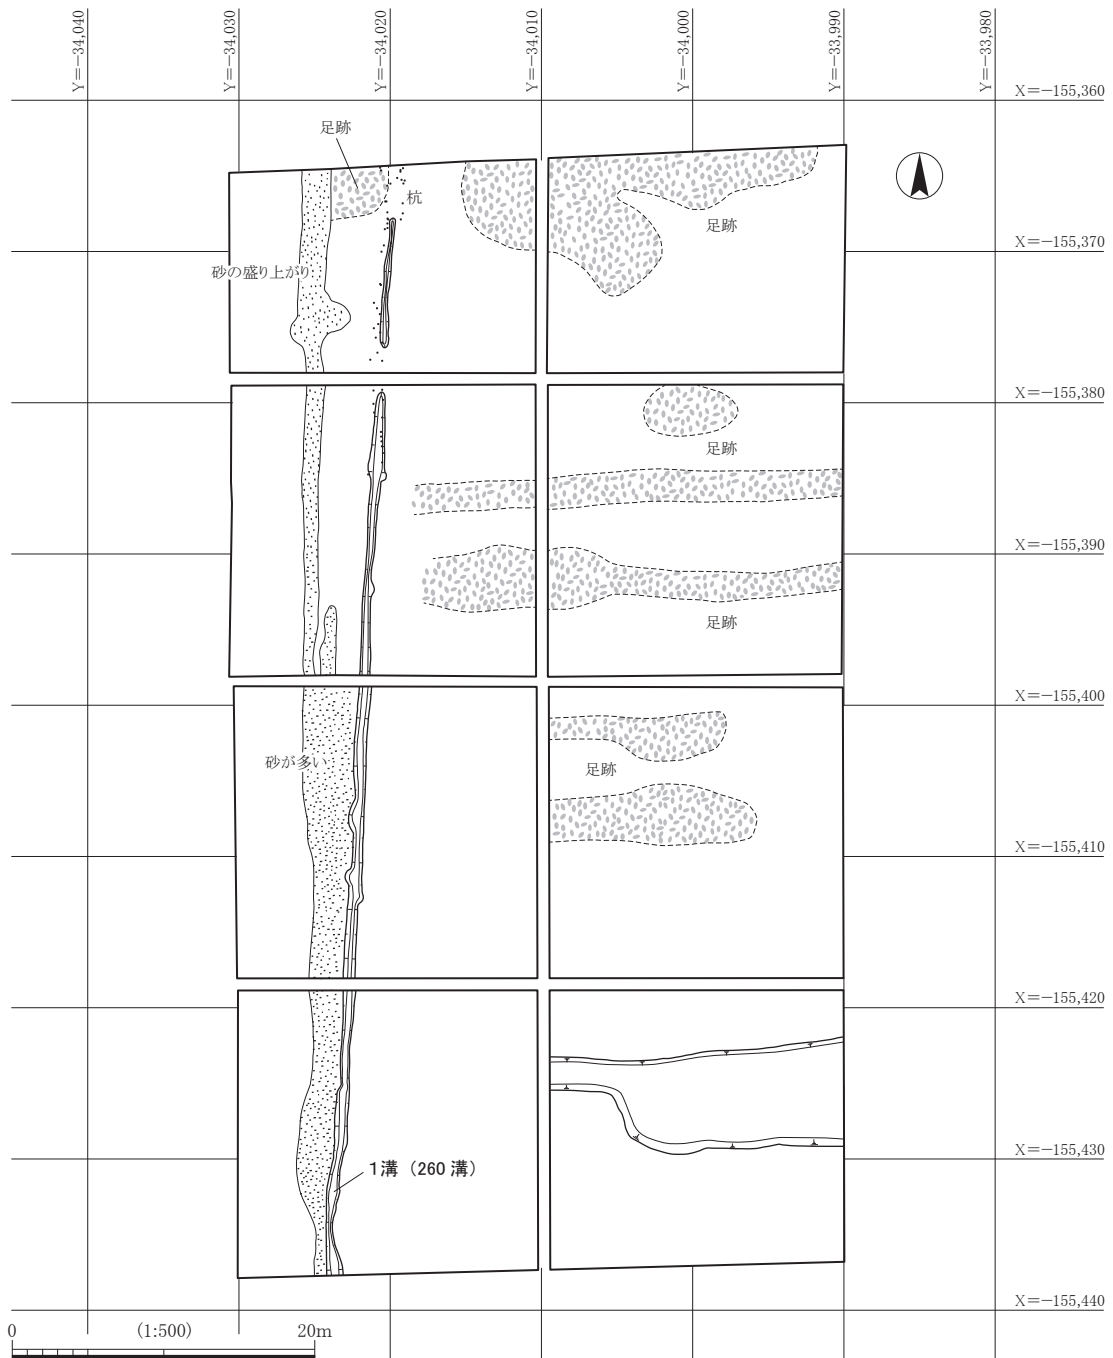 Y=−34,040
Y=−34,030
Y=−34,020
Y=−34,010
Y=−34,000
Y=−33,990
Y=−33,980
X=−155,360
足跡
杭
足跡
X=−155,370
砂の盛り上がり
X=−155,380
足跡
X=−155,390
足跡
X=−155,400
砂が多い
足跡
X=−155,410
X=−155,420
X=−155,430
1溝（260 溝）
X=−155,440
0 (1:500) 20m